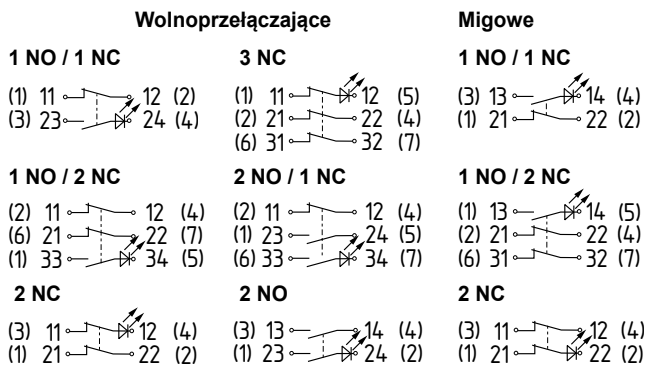 Wolnoprzełączające Migowe
1 NO / 1 NC 3 NC 1 NO / 1 NC
(1) 11 12 (2) (1) 11 12 (5) (3) 13 14 (4)
(3) 23 24 (4) (2) 21 22 (4) (1) 21 22 (2)
(6) 31 32 (7)
1 NO / 2 NC 2 NO / 1 NC 1 NO / 2 NC
(2) 11 12 (4) (2) 11 12 (4) (1) 13 14 (5)
(6) 21 22 (7) (1) 23 24 (5) (2) 21 22 (4)
(1) 33 34 (5) (6) 33 34 (7) (6) 31 32 (7)
2 NC 2 NO 2 NC
(3) 11 12 (4) (3) 13 14 (4) (3) 11 12 (4)
(1) 21 22 (2) (1) 23 24 (2) (1) 21 22 (2)